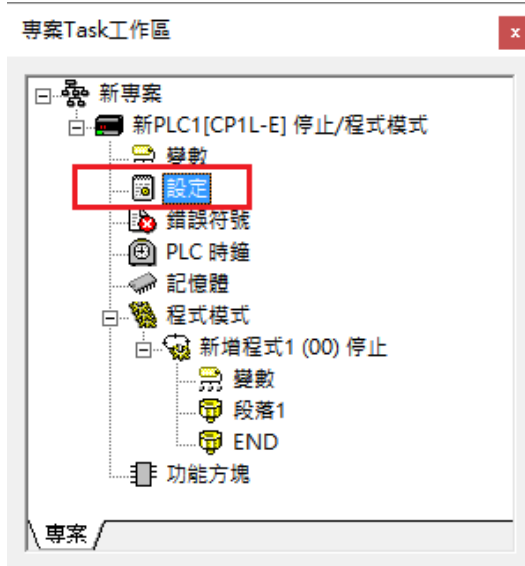 專案Task工作區
x
新專案
新PLC1[CP1L-E] 停止/程式模式
變數
設定
錯誤符號
PLC 時鐘
記憶體
程式模式
新增程式1 (00) 停止
變數
段落1
END
功能方塊
專案